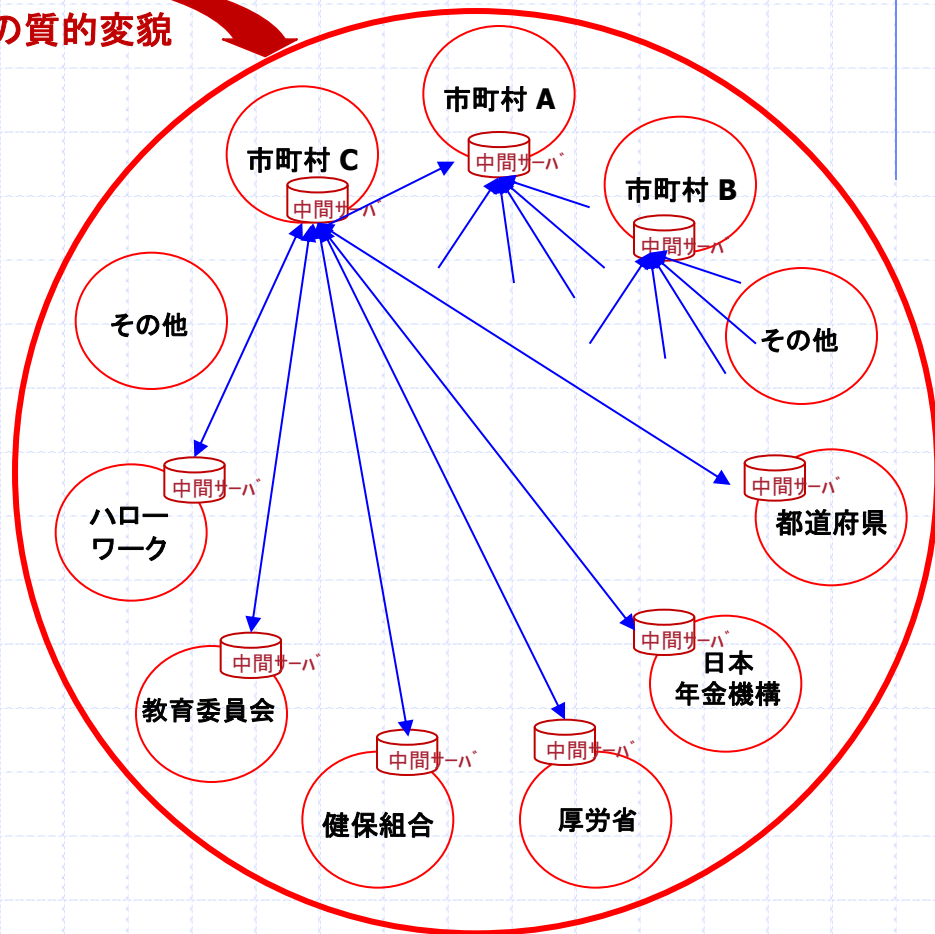 の質的変貌
市町村 A
中間ｻｰﾊﾞ
市町村 C
中間ｻｰﾊﾞ
市町村 B
中間ｻｰﾊﾞ
その他
その他
中間ｻｰﾊﾞ
ハロー
ワーク
中間ｻｰﾊﾞ
都道府県
中間ｻｰﾊﾞ
教育委員会
中間ｻｰﾊﾞ
日本
年金機構
中間ｻｰﾊﾞ
健保組合
中間ｻｰﾊﾞ
厚労省